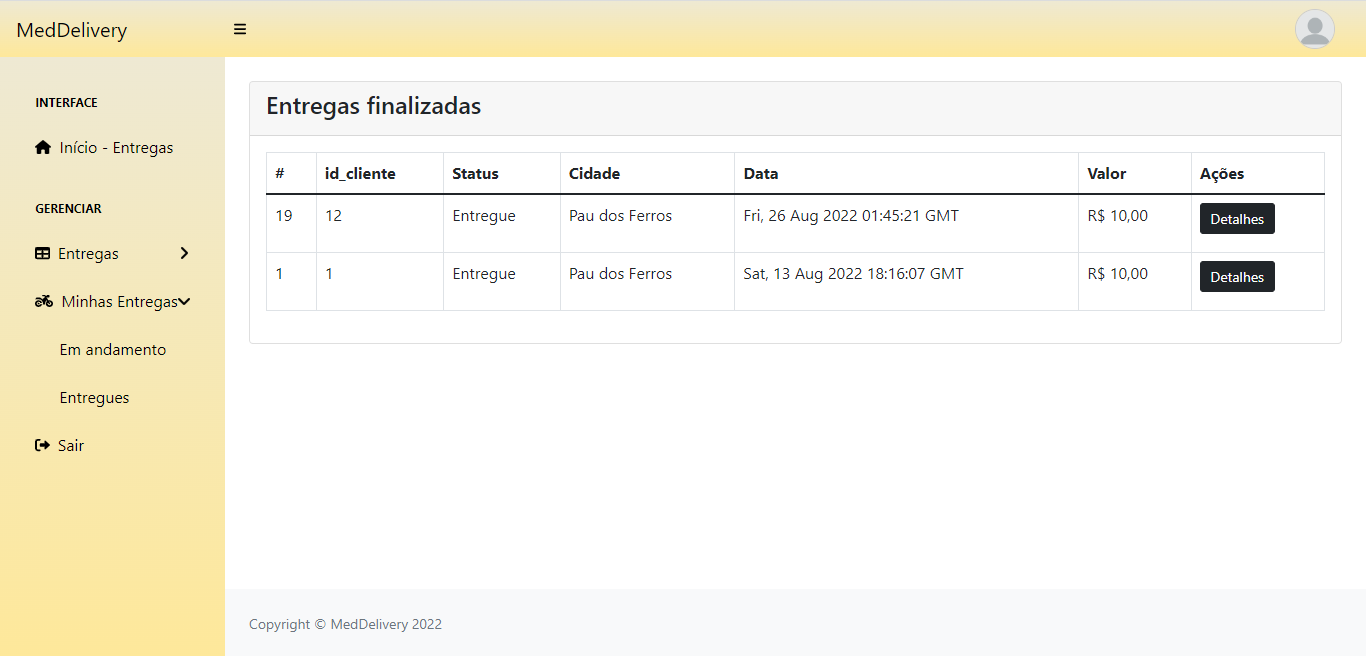 MedDelivery
INTERFACE
Início - Entregas
GERENCIAR
Entregas
Minhas Entregas
Em andamento
Entregues
Sair
Entregas finalizadas
# id_cliente Status Cidade Data Valor Ações
19 12 Entregue Pau dos Ferros Fri, 26 Aug 2022 01:45:21 GMT R$ 10,00 Detalhes
1 1 Entregue Pau dos Ferros Sat, 13 Aug 2022 18:16:07 GMT R$ 10,00 Detalhes
Copyright © MedDelivery 2022